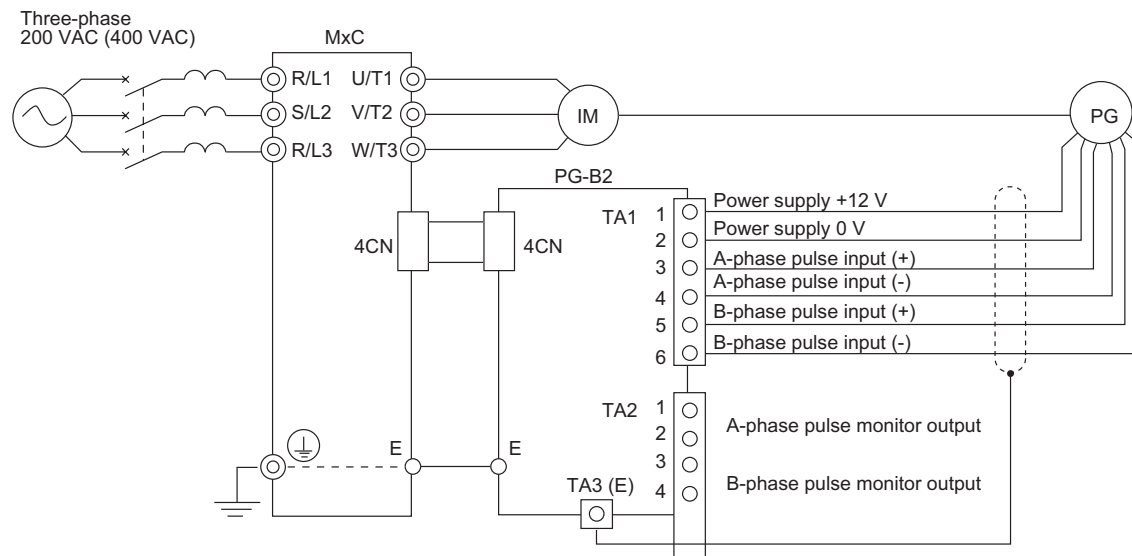 Three-phase
200 VAC (400 VAC)
MxC
R/L1 U/T1
S/L2 V/T2
R/L3 W/T3
IM
PG
PG-B2
TA1
1 Power supply +12 V
2 Power supply 0 V
3 A-phase pulse input (+)
4 A-phase pulse input (-)
5 B-phase pulse input (+)
6 B-phase pulse input (-)
4CN 4CN
TA2
1
2
A-phase pulse monitor output
3
4
B-phase pulse monitor output
E E
TA3 (E)